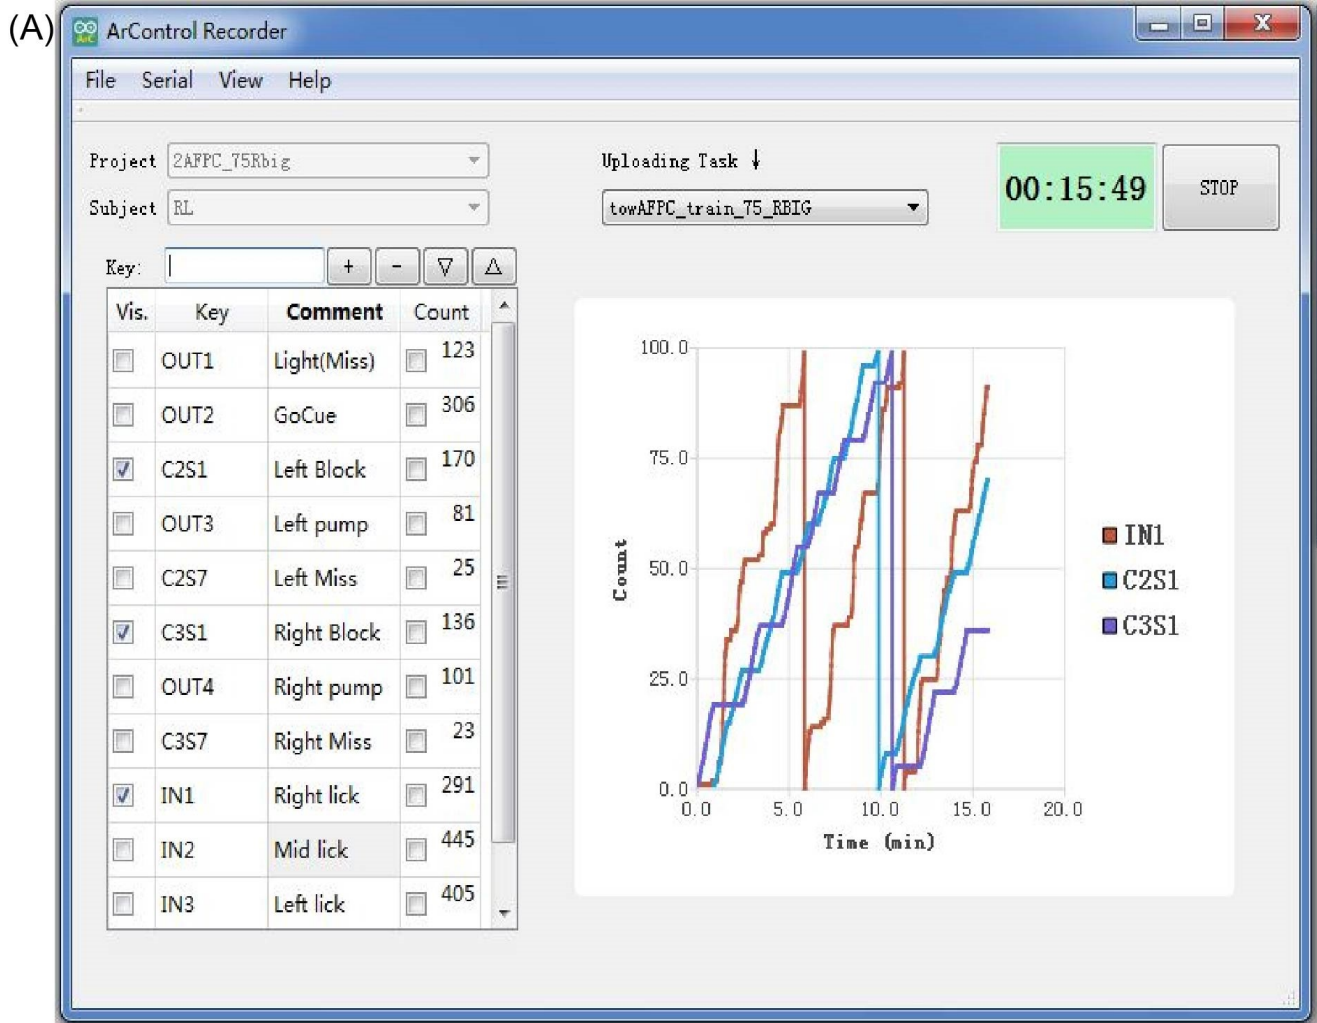 (A)
ArControl Recorder
File Serial View Help
Project 2AFPC_75Rbig
Subject RL
Uploading Task ↓
towAFPC_train_75_RBIG
00:15:49
STOP
Key: + - ▽ △
Vis. Key Comment Count
OUT1 Light(Miss) 123
OUT2 GoCue 306
C2S1 Left Block 170
OUT3 Left pump 81
C2S7 Left Miss 25
C3S1 Right Block 136
OUT4 Right pump 101
C3S7 Right Miss 23
IN1 Right lick 291
IN2 Mid lick 445
IN3 Left lick 405
100.0
75.0
50.0
25.0
0.0
Count
0.0 5.0 10.0 15.0 20.0
Time (min)
IN1
C2S1
C3S1